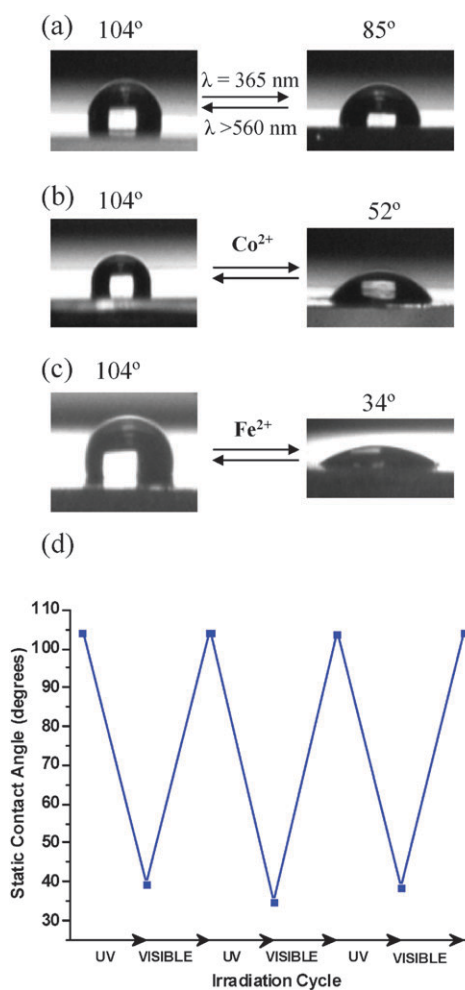 (a)
104º 85º
λ = 365 nm
λ >560 nm
(b)
104º 52º
Co²⁺
(c)
104º 34º
Fe²⁺
(d)
110
100
90
80
70
60
50
40
30
Static Contact Angle (degrees)
UV VISIBLE UV VISIBLE UV VISIBLE
Irradiation Cycle